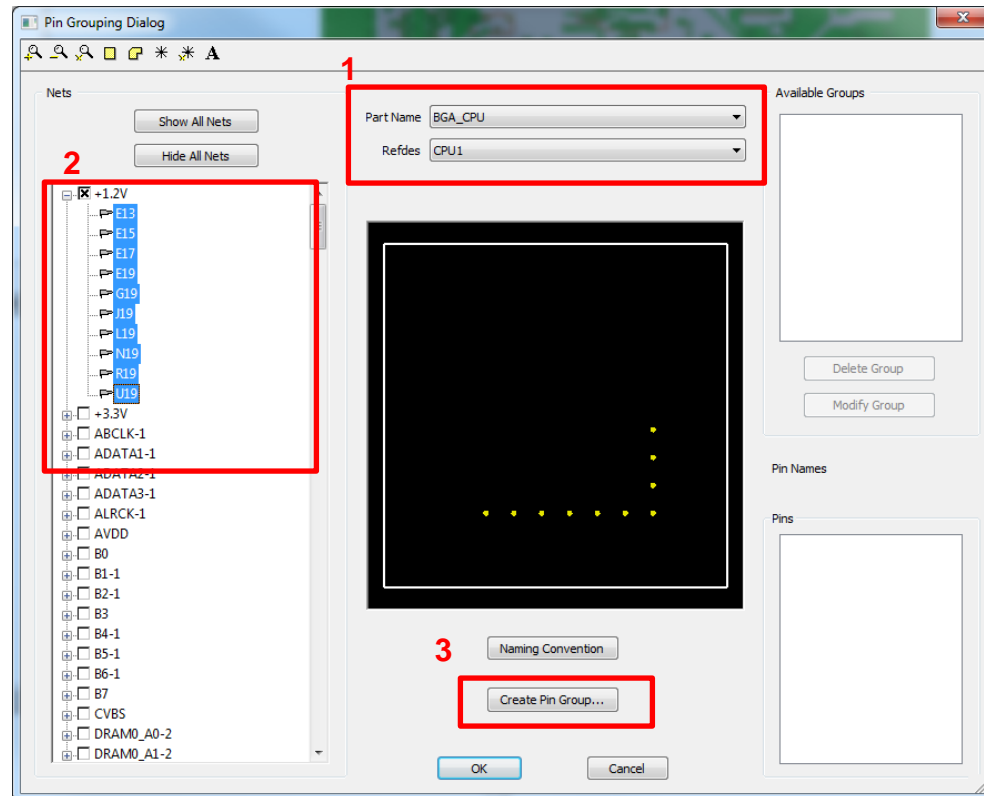 Pin Grouping Dialog
X
A
1
Nets
Show All Nets
Hide All Nets
2
+1.2V
E13
E15
E17
E19
G19
J19
L19
N19
R19
U19
+3.3V
ABCLK-1
ADATA1-1
ADATA2-1
ADATA3-1
ALRCK-1
AVDD
B0
B1-1
B2-1
B3
B4-1
B5-1
B6-1
B7
CVBS
DRAM0_A0-2
DRAM0_A1-2
Part Name BGA_CPU
Refdes CPU1
3
Naming Convention
Create Pin Group...
OK
Cancel
Available Groups
Delete Group
Modify Group
Pin Names
Pins